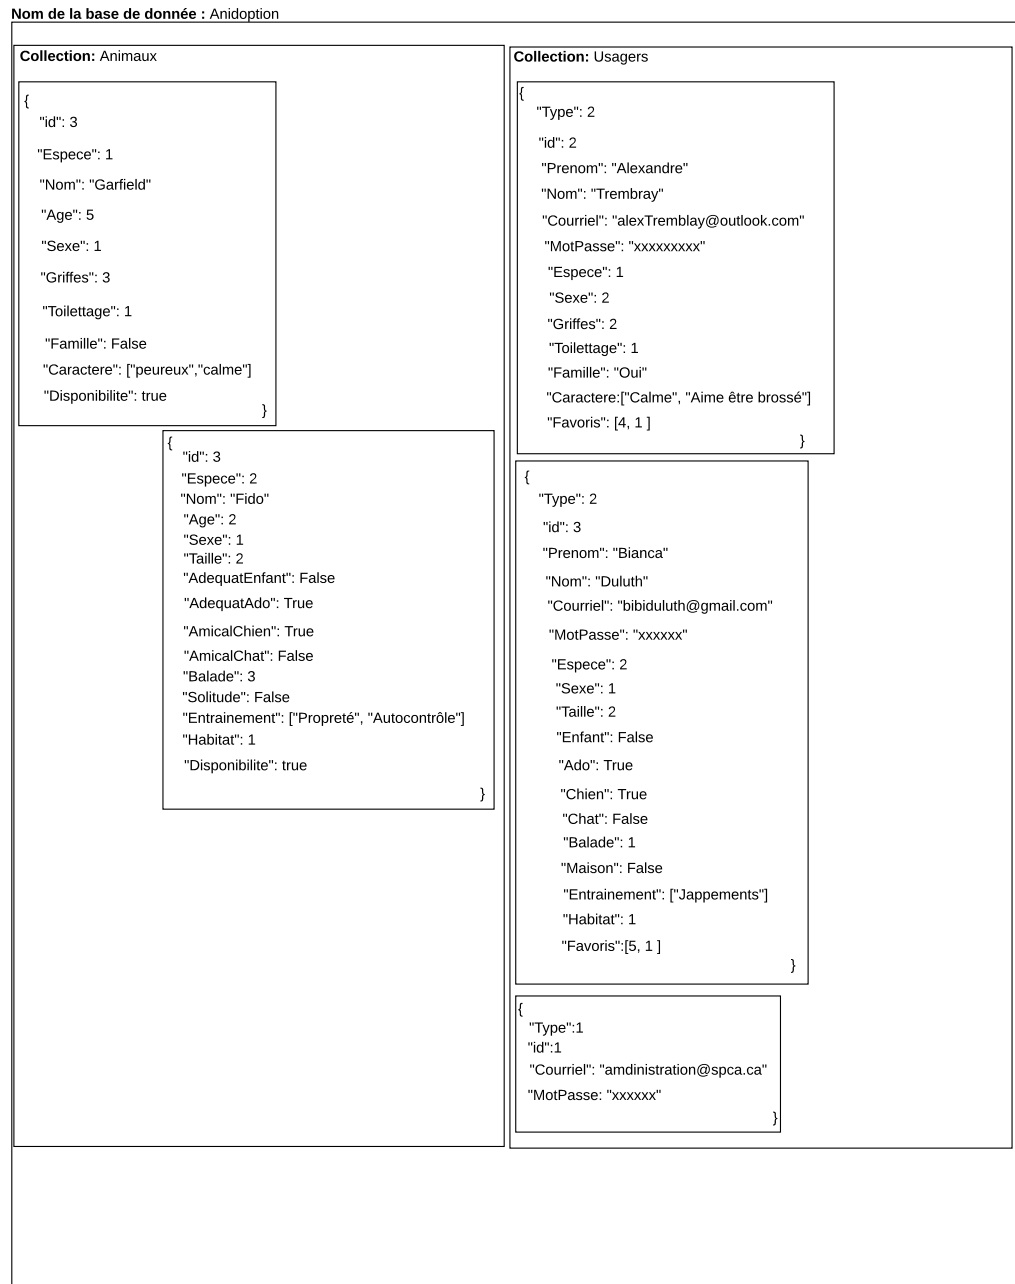 Nom de la base de donnée : Anidoption
Collection: Animaux
{
"id": 3
"Espece": 1
"Nom": "Garfield"
"Age": 5
"Sexe": 1
"Griffes": 3
"Toilettage": 1
"Famille": False
"Caractere": ["peureux","calme"]
"Disponibilite": true
}
{
"id": 3
"Espece": 2
"Nom": "Fido"
"Age": 2
"Sexe": 1
"Taille": 2
"AdequatEnfant": False
"AdequatAdo": True
"AmicalChien": True
"AmicalChat": False
"Balade": 3
"Solitude": False
"Entrainement": ["Propreté", "Autocontrôle"]
"Habitat": 1
"Disponibilite": true
}
Collection: Usagers
{
"Type": 2
"id": 2
"Prenom": "Alexandre"
"Nom": "Trembray"
"Courriel": "alexTremblay@outlook.com"
"MotPasse": "xxxxxxxxx"
"Espece": 1
"Sexe": 2
"Griffes": 2
"Toilettage": 1
"Famille": "Oui"
"Caractere:["Calme", "Aime être brossé"]
"Favoris": [4, 1 ]
}
{
"Type": 2
"id": 3
"Prenom": "Bianca"
"Nom": "Duluth"
"Courriel": "bibiduluth@gmail.com"
"MotPasse": "xxxxxx"
"Espece": 2
"Sexe": 1
"Taille": 2
"Enfant": False
"Ado": True
"Chien": True
"Chat": False
"Balade": 1
"Maison": False
"Entrainement": ["Jappements"]
"Habitat": 1
"Favoris":[5, 1 ]
}
{
"Type":1
"id":1
"Courriel": "amdinistration@spca.ca"
"MotPasse: "xxxxxx"
}